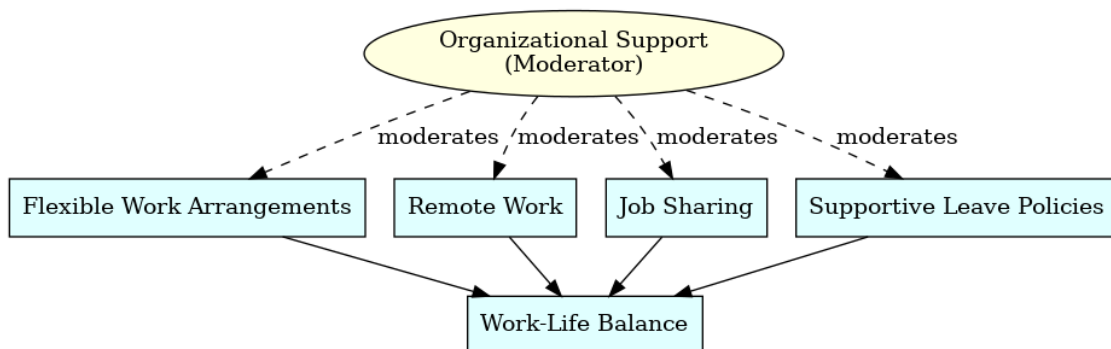 Organizational Support
(Moderator)
moderates
moderates
moderates
moderates
Flexible Work Arrangements
Remote Work
Job Sharing
Supportive Leave Policies
Work-Life Balance